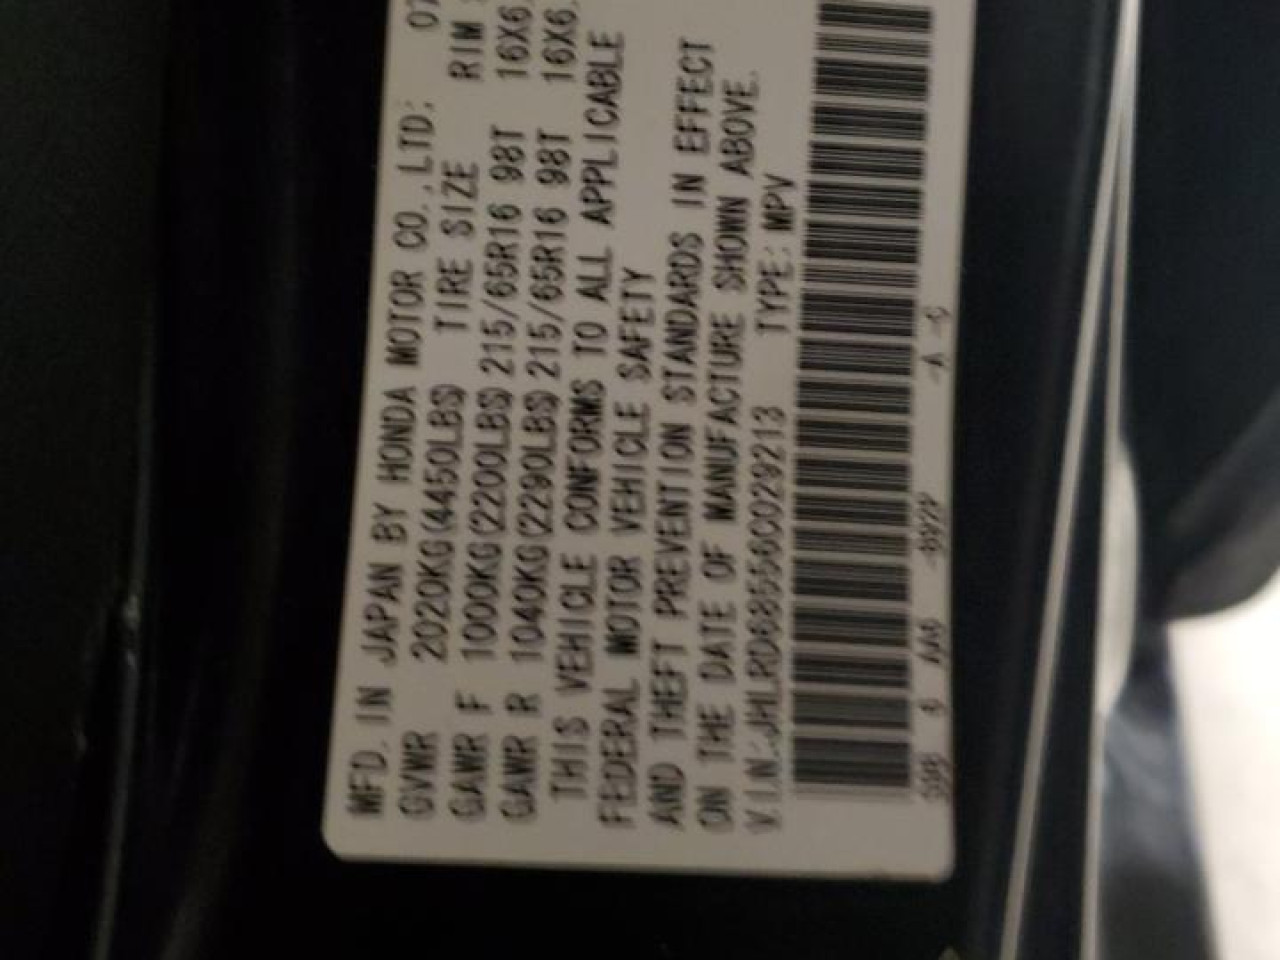 MFD. IN JAPAN BY HONDA MOTOR CO.,LTD; 07
GVWR 2020KG(4450LBS) TIRE SIZE RIM
GAWR F 1000KG(2200LBS) 215/65R16 98T 16X6.
GAWR R 1040KG(2290LBS) 215/65R16 98T 16X6.
THIS VEHICLE CONFORMS TO ALL APPLICABLE
FEDERAL MOTOR VEHICLE SAFETY
AND THEFT PREVENTION STANDARDS IN EFFECT
ON THE DATE OF MANUFACTURE SHOWN ABOVE.
V.I.N:JHLRD68556C029213 TYPE: MPV